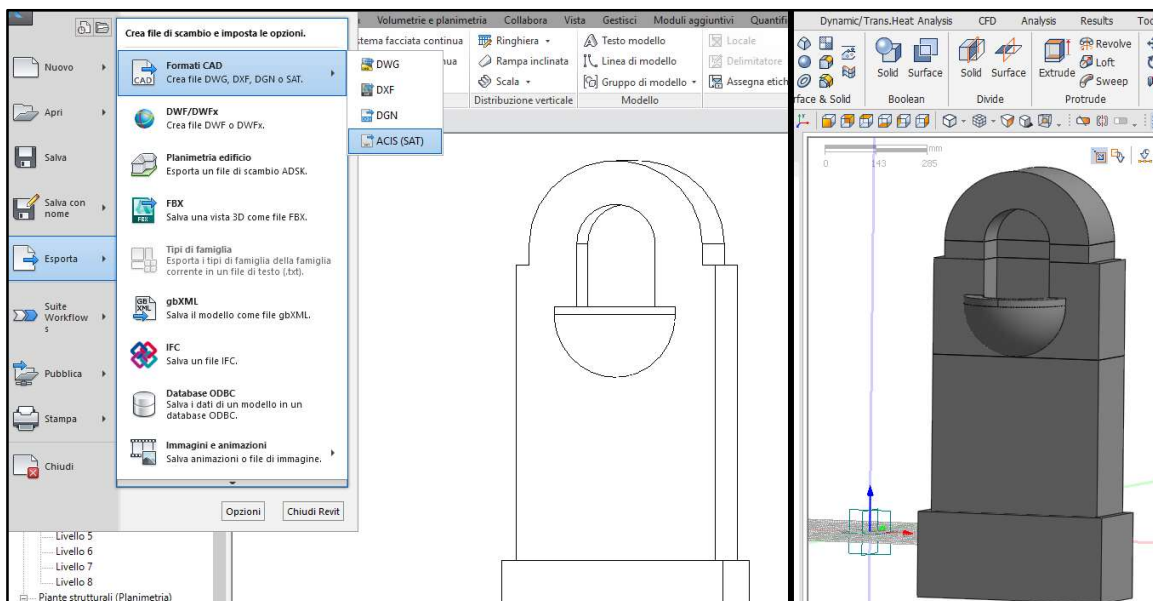 Crea file di scambio e imposta le opzioni.
Nuovo
Apri
Salva
Salva con
nome
Esporta
Suite
Workflow
s
Pubblica
Stampa
Chiudi
Formati CAD
Crea file DWG, DXF, DGN o SAT.
DWF/DWFx
Crea file DWF o DWFx.
Planimetria edificio
Esporta un file di scambio ADSK.
FBX
Salva una vista 3D come file FBX.
Tipi di famiglia
Esporta i tipi di famiglia della famiglia
corrente in un file di testo (.txt).
gbXML
Salva il modello come file gbXML.
IFC
Salva un file IFC.
Database ODBC
Salva i dati di un modello in un
database ODBC.
Immagini e animazioni
Salva animazioni o file di immagine.
Opzioni
Chiudi Revit
DWG
DXF
DGN
ACIS (SAT)
Livello 5
Livello 6
Livello 7
Livello 8
Piante strutturali (Planimetria)
Volumetrie e planimetria Collabora Vista Gestisci Moduli aggiuntivi Quantifi
stema facciata continua Ringhiera Testo modello Locale
Rampa inclinata Linea di modello Delimitatore
Scala Gruppo di modello Assegna etich
Distribuzione verticale Modello
Dynamic/Trans.Heat Analysis CFD Analysis Results Too
Solid Surface Solid Surface Extrude
Revolve
Loft
Sweep
rface & Solid Boolean Divide Protrude
mm
0 143 285